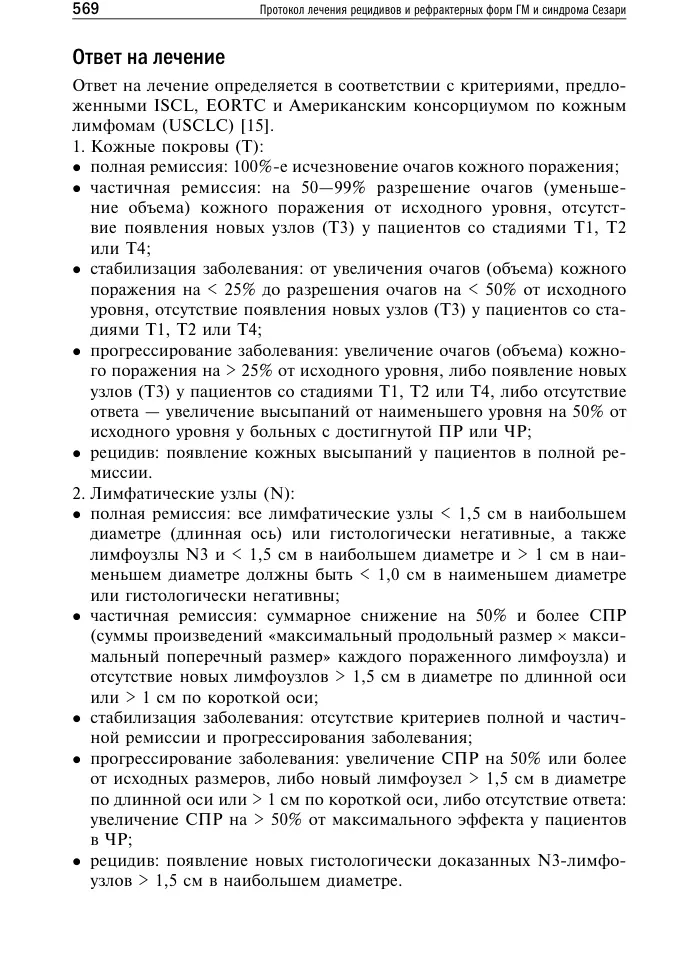 569
Протокол лечения рецидивов и рефрактерных форм ГМ и синдрома Сезари
Ответ на лечение
Ответ на лечение определяется в соответствии с критериями, предло-
женными ISCL, EORTC и Американским консорциумом по кожным
лимфомам (USCLC) [15].
1. Кожные покровы (Т):
● полная ремиссия: 100%-е исчезновение очагов кожного поражения;
● частичная ремиссия: на 50—99% разрешение очагов (уменьше-
ние объема) кожного поражения от исходного уровня, отсутст-
вие появления новых узлов (Т3) у пациентов со стадиями Т1, Т2
или Т4;
● стабилизация заболевания: от увеличения очагов (объема) кожного
поражения на < 25% до разрешения очагов на < 50% от исходного
уровня, отсутствие появления новых узлов (Т3) у пациентов со ста-
диями Т1, Т2 или Т4;
● прогрессирование заболевания: увеличение очагов (объема) кожно-
го поражения на > 25% от исходного уровня, либо появление новых
узлов (Т3) у пациентов со стадиями Т1, Т2 или Т4, либо отсутствие
ответа — увеличение высыпаний от наименьшего уровня на 50% от
исходного уровня у больных с достигнутой ПР или ЧР;
● рецидив: появление кожных высыпаний у пациентов в полной ре-
миссии.
2. Лимфатические узлы (N):
● полная ремиссия: все лимфатические узлы < 1,5 см в наибольшем
диаметре (длинная ось) или гистологически негативные, а также
лимфоузлы N3 и < 1,5 см в наибольшем диаметре и > 1 см в наи-
меньшем диаметре должны быть < 1,0 см в наименьшем диаметре
или гистологически негативны;
● частичная ремиссия: суммарное снижение на 50% и более СПР
(суммы произведений «максимальный продольный размер × макси-
мальный поперечный размер» каждого пораженного лимфоузла) и
отсутствие новых лимфоузлов > 1,5 см в диаметре по длинной оси
или > 1 см по короткой оси;
● стабилизация заболевания: отсутствие критериев полной и частич-
ной ремиссии и прогрессирования заболевания;
● прогрессирование заболевания: увеличение СПР на 50% или более
от исходных размеров, либо новый лимфоузел > 1,5 см в диаметре
по длинной оси или > 1 см по короткой оси, либо отсутствие ответа:
увеличение СПР на > 50% от максимального эффекта у пациентов
в ЧР;
● рецидив: появление новых гистологически доказанных N3-лимфо-
узлов > 1,5 см в наибольшем диаметре.